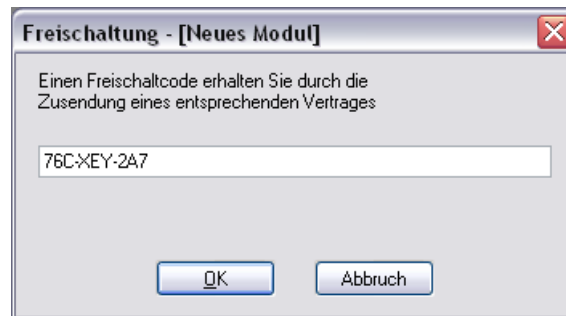 Freischaltung - [Neues Modul]
Einen Freischaltcode erhalten Sie durch die
Zusendung eines entsprechenden Vertrages
76C-XEY-2A7
OK
Abbruch